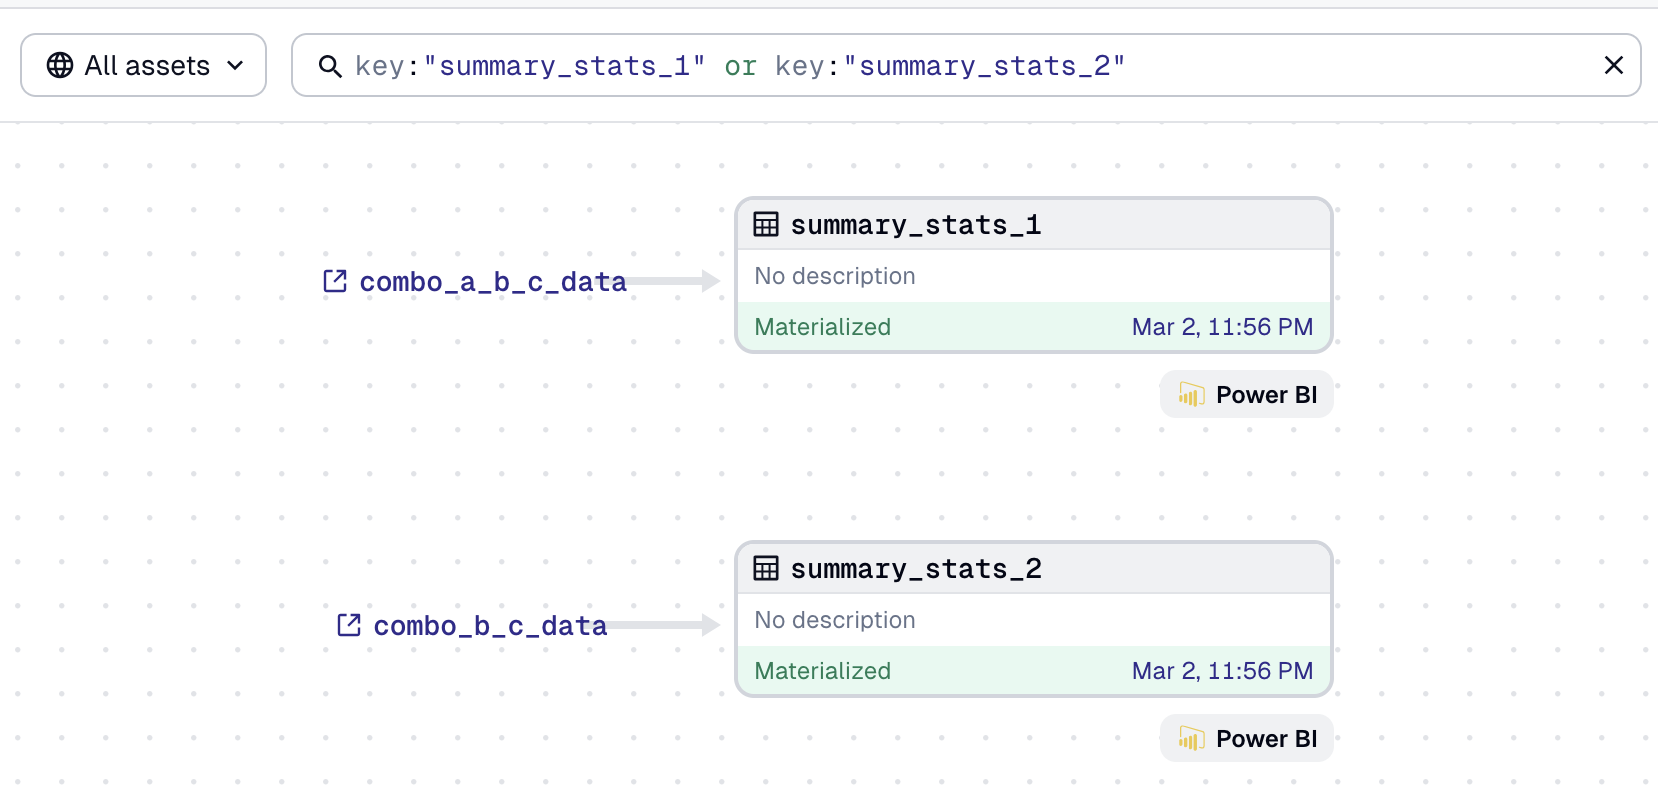 All assets
key:"summary_stats_1" or key:"summary_stats_2"
summary_stats_1
combo_a_b_c_data
No description
Materialized Mar 2, 11:56 PM
Power BI
summary_stats_2
combo_b_c_data
No description
Materialized Mar 2, 11:56 PM
Power BI